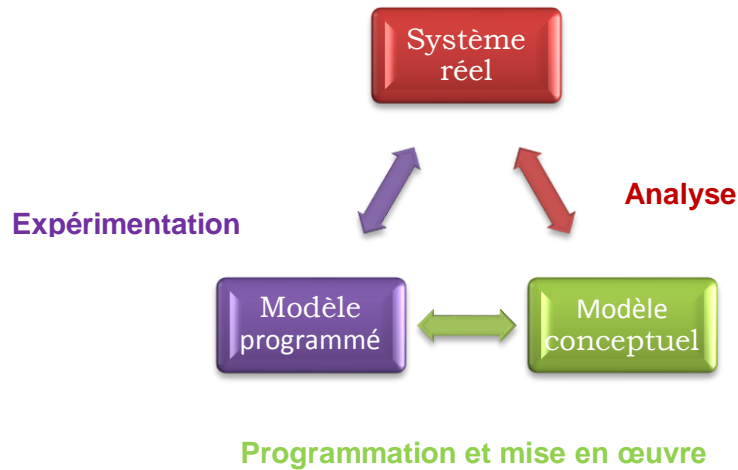 Système
réel
Analyse
Expérimentation
Modèle
programmé
Modèle
conceptuel
Programmation et mise en œuvre